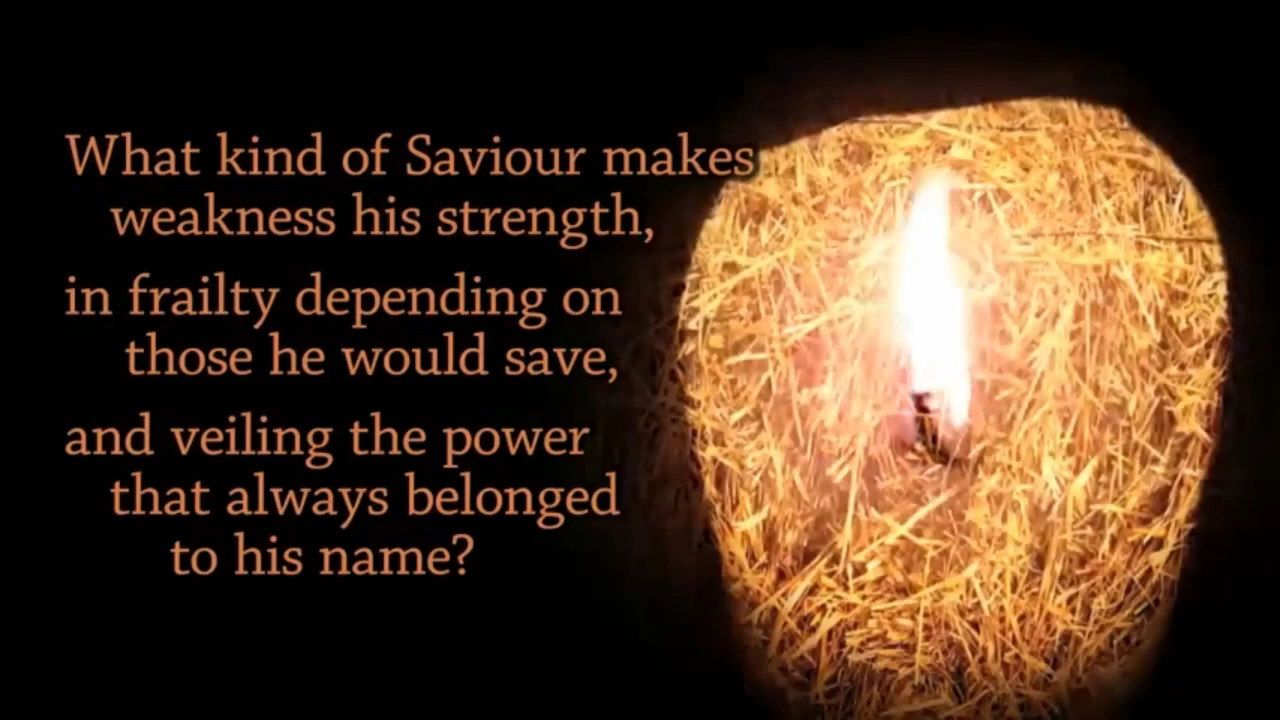 What kind of Saviour makes
weakness his strength,
in frailty depending on
those he would save,
and veiling the power
that always belonged
to his name?